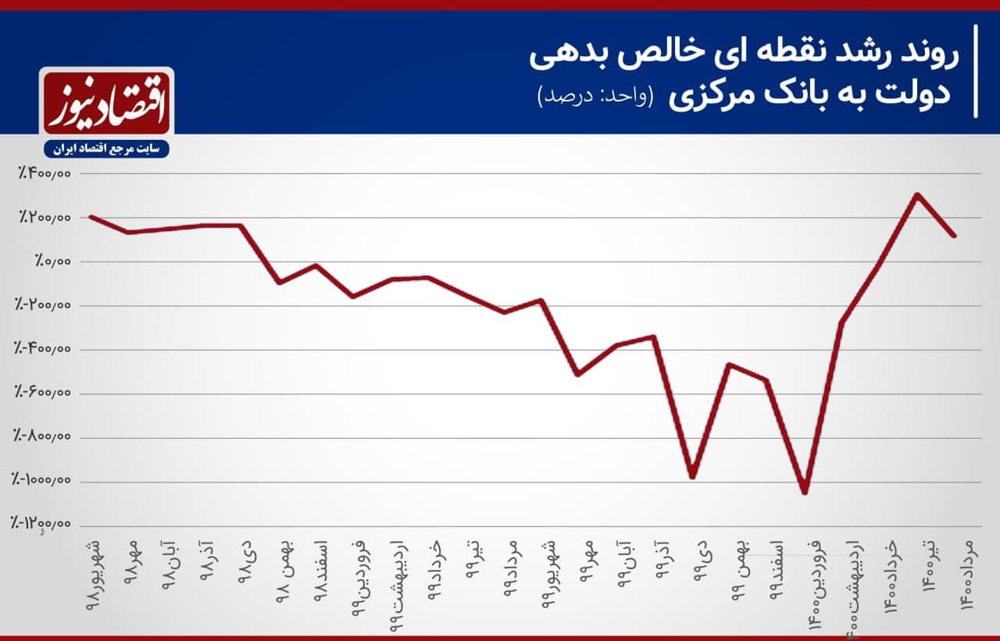 روند رشد نقطه ای خالص بدهی
دولت به بانک مرکزی (واحد: درصد)
اقتصادنیوز
سایت مرجع اقتصاد ایران
٪۴۰۰٫۰۰
٪۲۰۰٫۰۰
٪۰٫۰۰
٪-۲۰۰٫۰۰
٪-۴۰۰٫۰۰
٪-۶۰۰٫۰۰
٪-۸۰۰٫۰۰
٪-۱۰۰۰٫۰۰
٪-۱۲۰۰٫۰۰
شهریور۹۸
مهر۹۸
آبان۹۸
آذر۹۸
دی۹۸
بهمن ۹۸
اسفند۹۸
فروردین۹۹
اردیبهشت۹۹
خرداد۹۹
تیر۹۹
مرداد۹۹
شهریور۹۹
مهر۹۹
آبان۹۹
آذر۹۹
دی۹۹
بهمن ۹۹
اسفند۹۹
فروردین۱۴۰۰
اردیبهشت۴۰۰
خرداد۱۴۰۰
تیر۱۴۰۰
مرداد۱۴۰۰